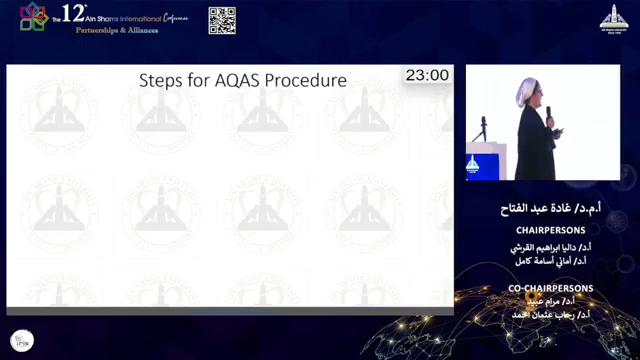 The 12th Ain Shams International Conference
Partnerships & Alliances
Steps for AQAS Procedure
23:00
أ.م.د/ غادة عبد الفتاح
CHAIRPERSONS
أ.د/ داليا ابراهيم القرشي
أ.د/ أماني أسامة كامل
CO-CHAIRPERSONS
أ.د/ مرام عبيد
أ.د/ رحاب عثمان احمد